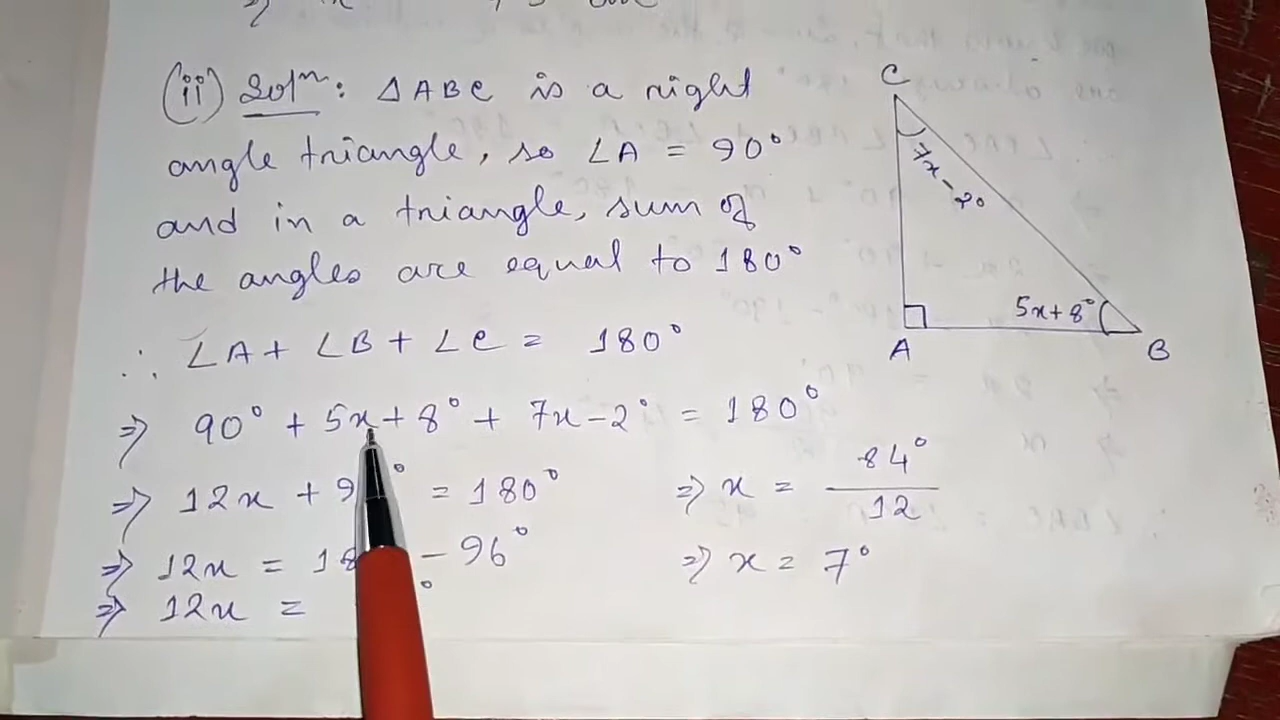 (ii) Solⁿ: △ABC is a right
angle triangle, so ∠A = 90°
and in a triangle, sum of
the angles are equal to 180°
∴ ∠A + ∠B + ∠C = 180°
⇒ 90° + 5x + 8° + 7x - 2° = 180°
⇒ 12x + 9 ° = 180°
⇒ 12x = 18 - 96°
⇒ 12x = °
⇒ x = 84° / 12
⇒ x = 7°
C
7x - 2°
5x + 8°
A
B